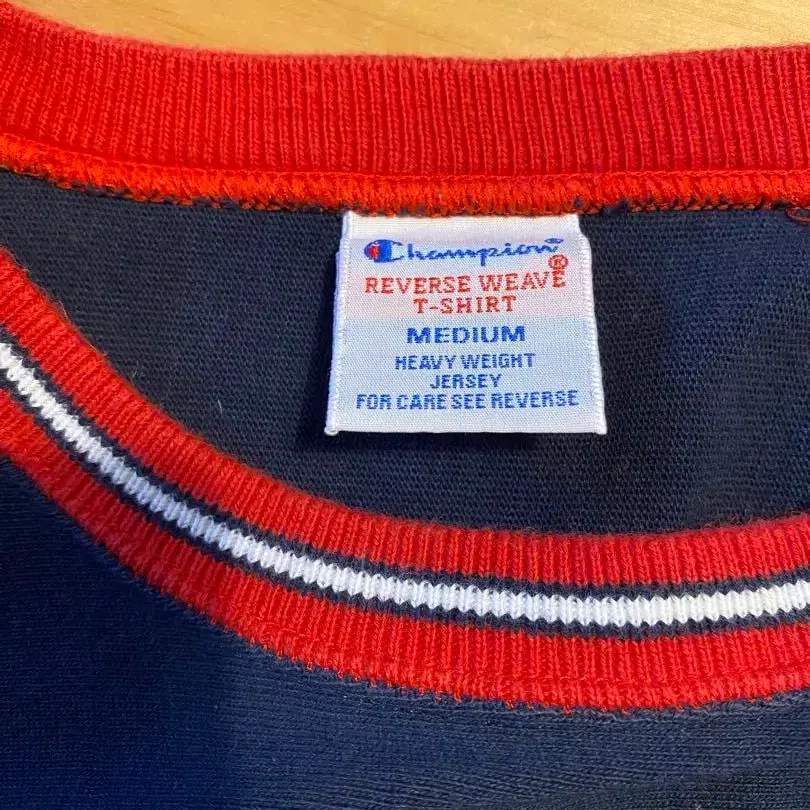 Champion
REVERSE WEAVE®
T-SHIRT
MEDIUM
HEAVY WEIGHT
JERSEY
FOR CARE SEE REVERSE